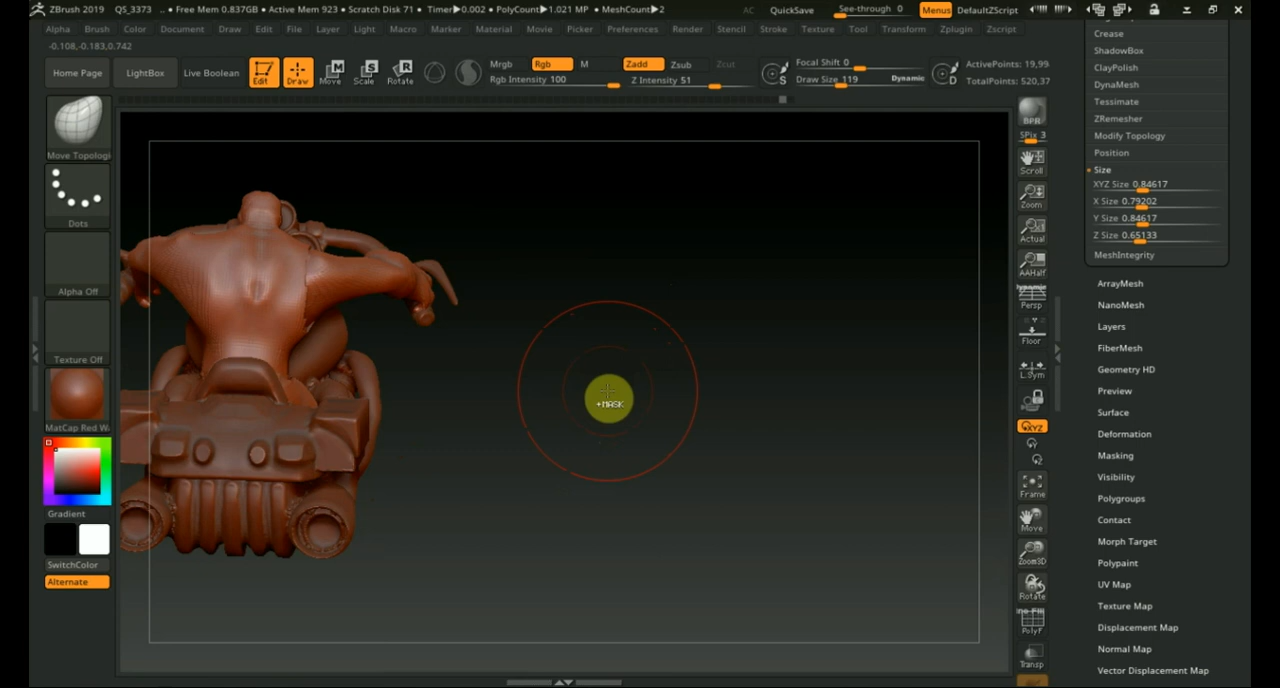 ZBrush 2019 QS_3373 .. • Free Mem 0.837GB • Active Mem 923 • Scratch Disk 71 • Timer▶0.002 • PolyCount▶1.021 MP • MeshCount▶2 AC QuickSave See-through 0 Menus DefaultZScript
Alpha Brush Color Document Draw Edit File Layer Light Macro Marker Material Movie Picker Preferences Render Stencil Stroke Texture Tool Transform Zplugin Zscript
-0.108,-0.183,0.742
Home Page LightBox Live Boolean Edit Draw Move Scale Rotate
Mrgb Rgb M Zadd Zsub Zcut
Rgb Intensity 100 Z Intensity 51
S Focal Shift 0
Draw Size 119 Dynamic D
ActivePoints: 19,99
TotalPoints: 520,37
Move Topologi
Dots
Alpha Off
Texture Off
MatCap Red W
Gradient
SwitchColor
Alternate
+MASK
BPR
SPix 3
Scroll
Zoom
Actual
AAHalf
Dynamic
Persp
Floor
L.Sym
XYZ
Frame
Move
Zoom3D
Rotate
PolyF
Transp
Crease
ShadowBox
ClayPolish
DynaMesh
Tessimate
ZRemesher
Modify Topology
Position
Size
XYZ Size 0.84617
X Size 0.79202
Y Size 0.84617
Z Size 0.65133
MeshIntegrity
ArrayMesh
NanoMesh
Layers
FiberMesh
Geometry HD
Preview
Surface
Deformation
Masking
Visibility
Polygroups
Contact
Morph Target
Polypaint
UV Map
Texture Map
Displacement Map
Normal Map
Vector Displacement Map